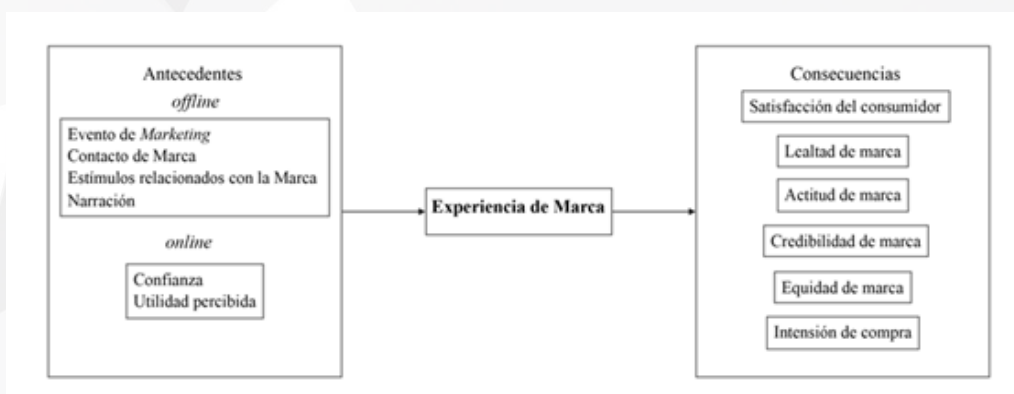 Antecedentes
offline
Evento de Marketing
Contacto de Marca
Estímulos relacionados con la Marca
Narración
online
Confianza
Utilidad percibida
Experiencia de Marca
Consecuencias
Satisfacción del consumidor
Lealtad de marca
Actitud de marca
Credibilidad de marca
Equidad de marca
Intensión de compra